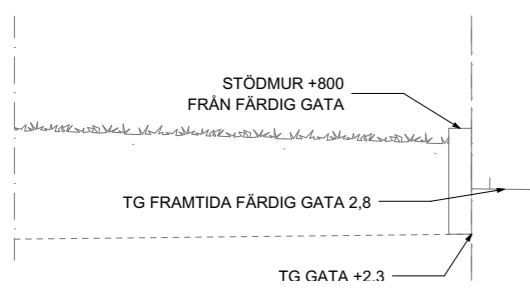 STÖDMUR +800
FRÅN FÄRDIG GATA
TG FRAMTIDA FÄRDIG GATA 2,8
TG GATA +2,3